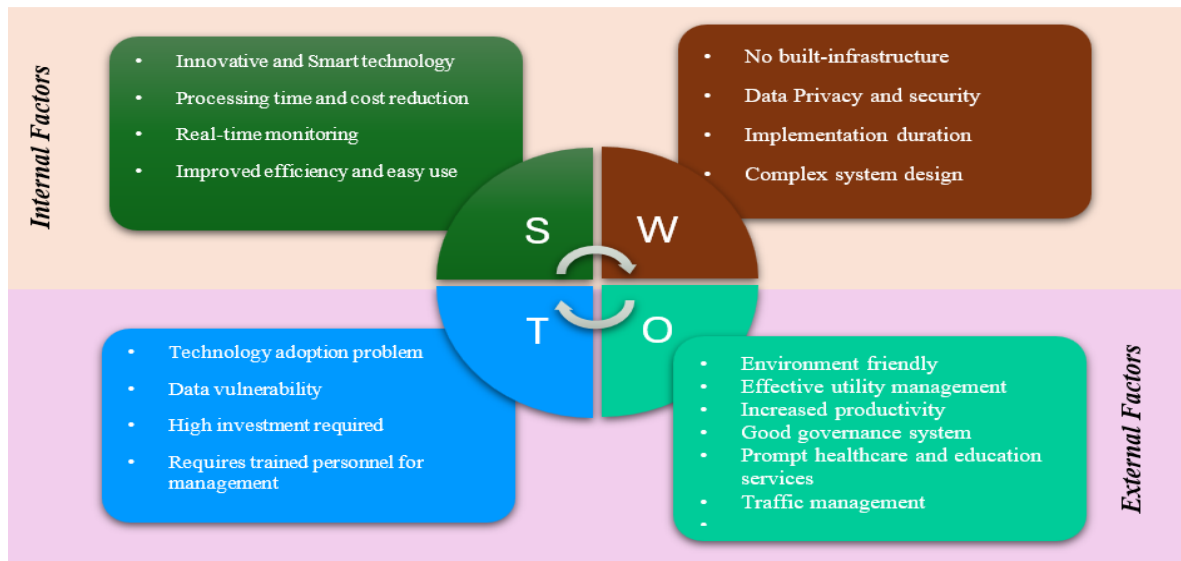 Internal Factors
• Innovative and Smart technology
• Processing time and cost reduction
• Real-time monitoring
• Improved efficiency and easy use
• No built-infrastructure
• Data Privacy and security
• Implementation duration
• Complex system design
S
W
T
O
• Technology adoption problem
• Data vulnerability
• High investment required
• Requires trained personnel for
management
• Environment friendly
• Effective utility management
• Increased productivity
• Good governance system
• Prompt healthcare and education
services
• Traffic management
•
External Factors